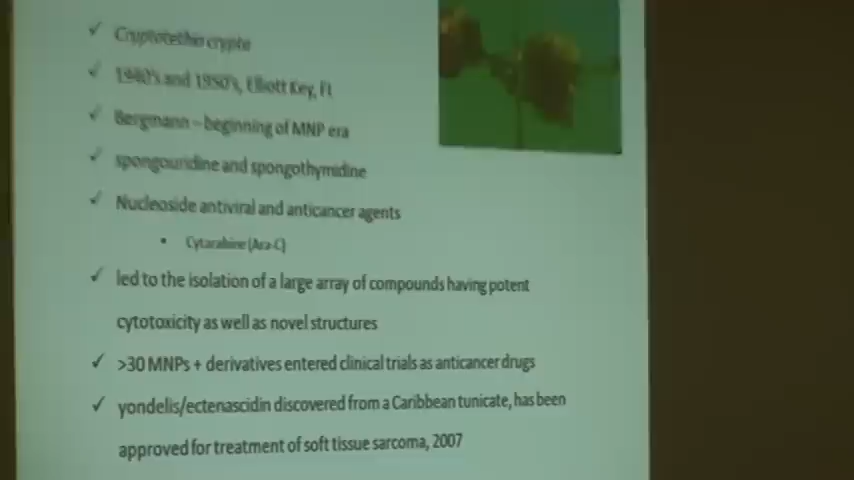 ✓ Cryptotethia crypta
✓ 1940's and 1950's, Elliott Key, Fl
✓ Bergmann – beginning of MNP era
✓ spongouridine and spongothymidine
✓ Nucleoside antiviral and anticancer agents
• Cytarabine (Ara-C)
✓ led to the isolation of a large array of compounds having potent
cytotoxicity as well as novel structures
✓ >30 MNPs + derivatives entered clinical trials as anticancer drugs
✓ yondelis/ectenascidin discovered from a Caribbean tunicate, has been
approved for treatment of soft tissue sarcoma, 2007